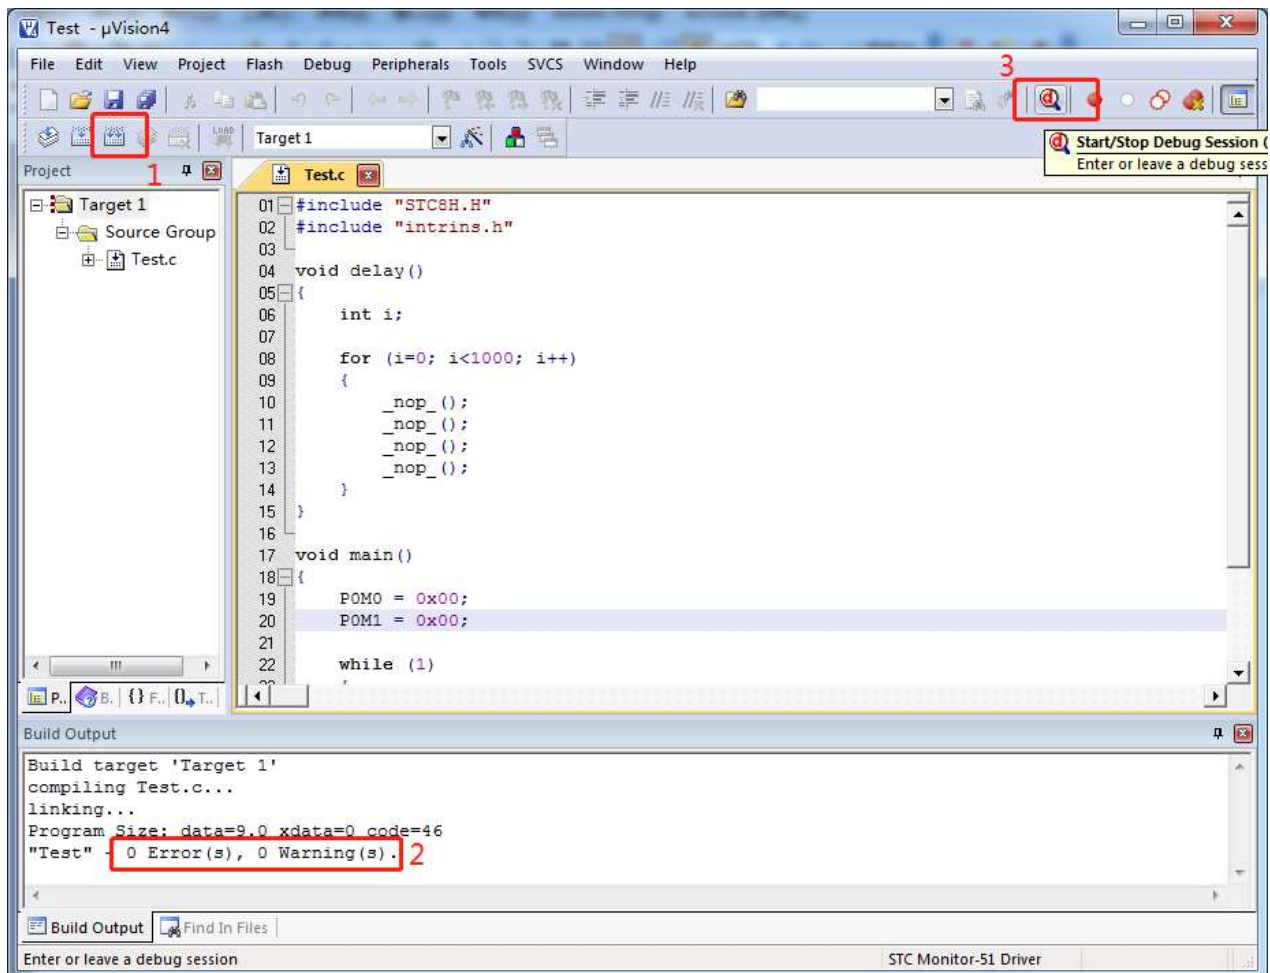 Test - µVision4
File Edit View Project Flash Debug Peripherals Tools SVCS Window Help
3
LOAD
Target 1
Start/Stop Debug Session (
Enter or leave a debug sess
1
Project
Test.c
Target 1
Source Group
Test.c
01 #include "STC8H.H"
02 #include "intrins.h"
03
04 void delay()
05 {
06 int i;
07
08 for (i=0; i<1000; i++)
09 {
10 _nop_();
11 _nop_();
12 _nop_();
13 _nop_();
14 }
15 }
16
17 void main()
18 {
19 P0M0 = 0x00;
20 P0M1 = 0x00;
21
22 while (1)
P.. B. {} F.. 0, T..
Build Output
Build target 'Target 1'
compiling Test.c...
linking...
Program Size: data=9.0 xdata=0 code=46
"Test" - 0 Error(s), 0 Warning(s).
2
Build Output Find In Files
Enter or leave a debug session STC Monitor-51 Driver